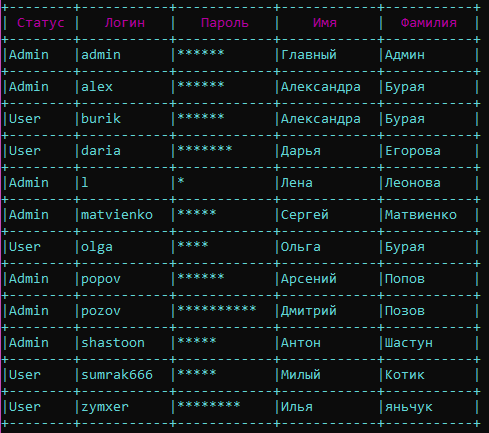 Статус | Логин | Пароль | Имя | Фамилия
Admin | admin | ****** | Главный | Админ
Admin | alex | ****** | Александра | Бурая
User | burik | ****** | Александра | Бурая
User | daria | ******* | Дарья | Егорова
Admin | l | * | Лена | Леонова
Admin | matvienko | ***** | Сергей | Матвиенко
User | olga | **** | Ольга | Бурая
Admin | popov | ****** | Арсений | Попов
Admin | pozov | ********** | Дмитрий | Позов
Admin | shastoon | ***** | Антон | Шастун
User | sumrak666 | ***** | Милый | Котик
User | zymxer | ******** | Илья | яньчук